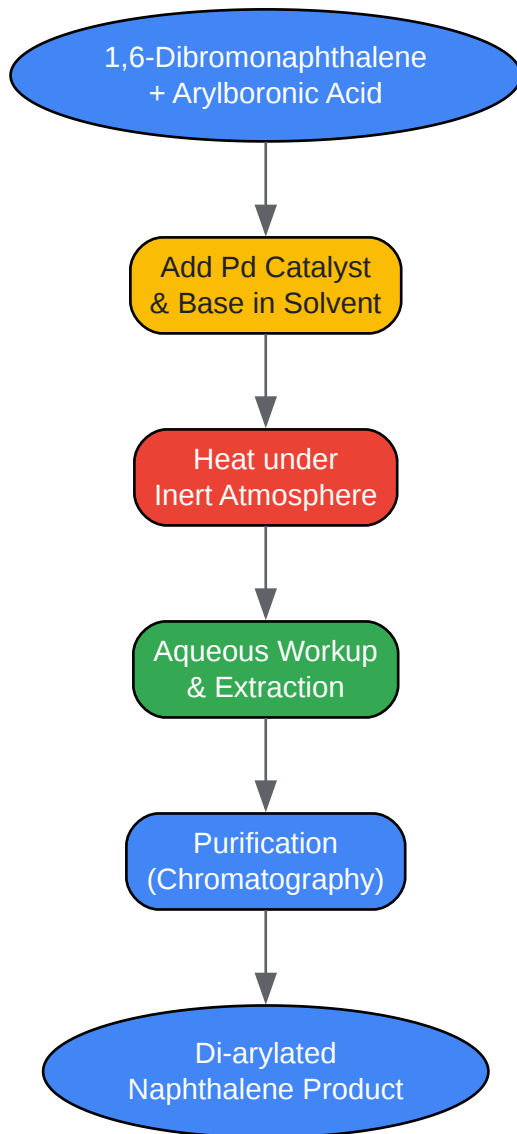 1,6-Dibromonaphthalene
+ Arylboronic Acid
Add Pd Catalyst
& Base in Solvent
Heat under
Inert Atmosphere
Aqueous Workup
& Extraction
Purification
(Chromatography)
Di-arylated
Naphthalene Product